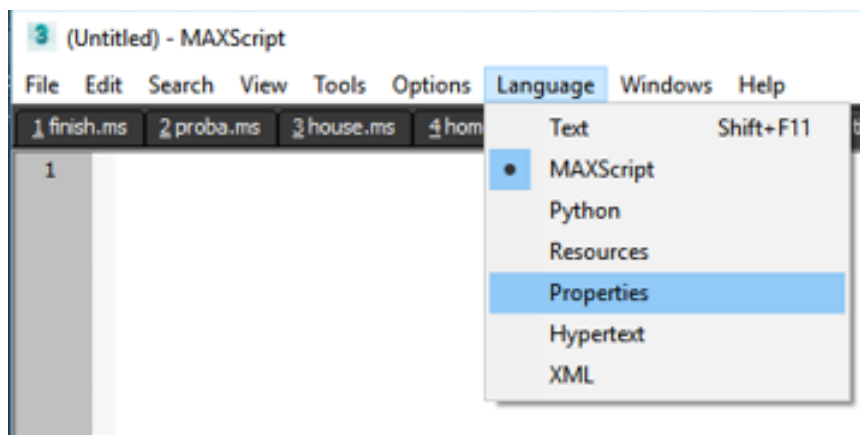 3 (Untitled) - MAXScript
File Edit Search View Tools Options Language Windows Help
1 finish.ms 2 proba.ms 3 house.ms 4 hom
Text Shift+F11
1
MAXScript
Python
Resources
Properties
Hypertext
XML